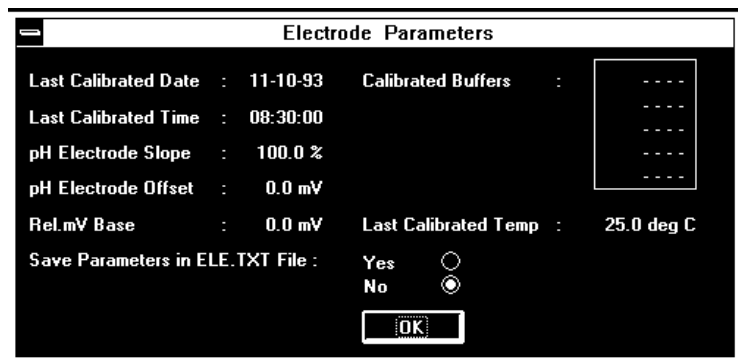 Electrode Parameters
Last Calibrated Date : 11-10-93 Calibrated Buffers : - - - -
- - - -
Last Calibrated Time : 08:30:00
- - - -
pH Electrode Slope : 100.0 % - - - -
pH Electrode Offset : 0.0 mV - - - -
Rel.mV Base : 0.0 mV Last Calibrated Temp : 25.0 deg C
Save Parameters in ELE.TXT File : Yes
No
OK